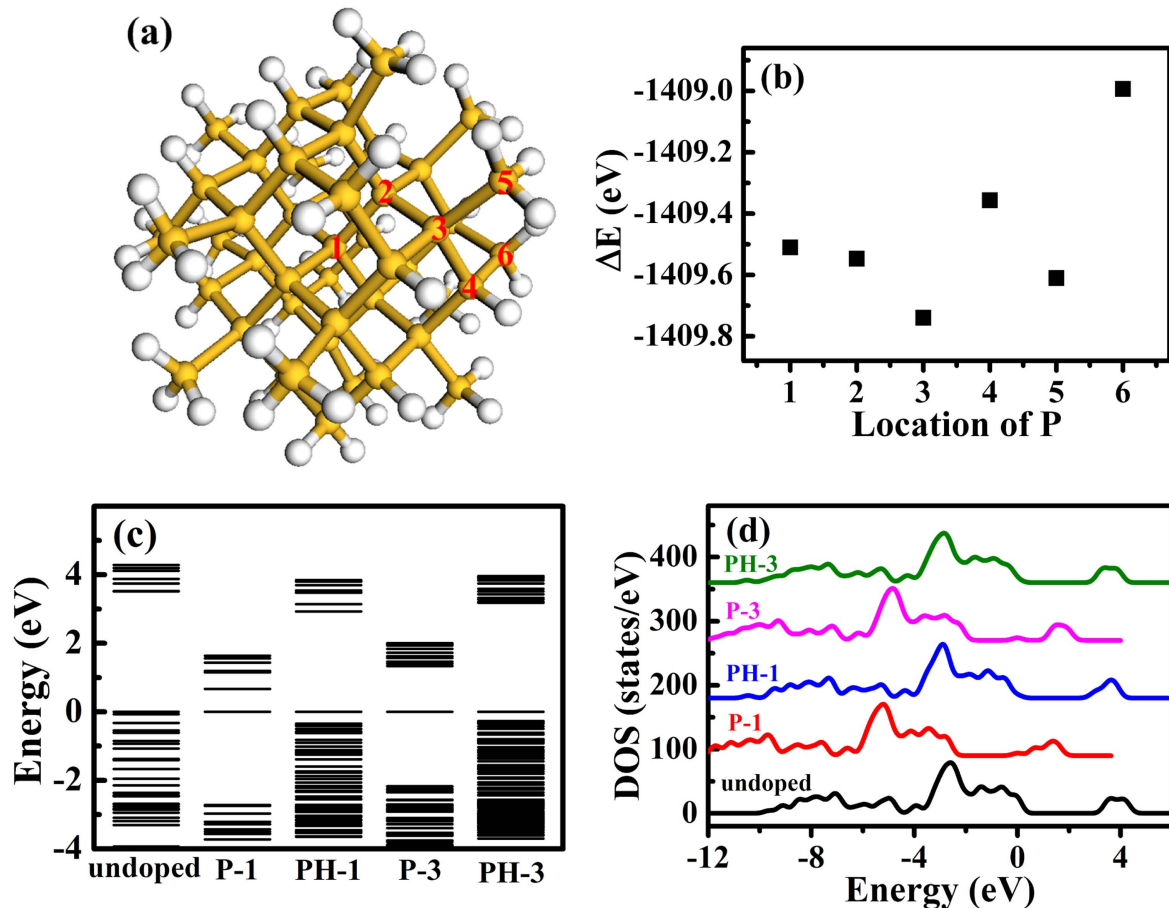 (a)
1
2
3
4
5
6
(b)
ΔE (eV)
-1409.0
-1409.2
-1409.4
-1409.6
-1409.8
1 2 3 4 5 6
Location of P
(c)
Energy (eV)
4
2
0
-2
-4
undoped P-1 PH-1 P-3 PH-3
(d)
DOS (states/eV)
400
300
200
100
0
PH-3
P-3
PH-1
P-1
undoped
-12 -8 -4 0 4
Energy (eV)